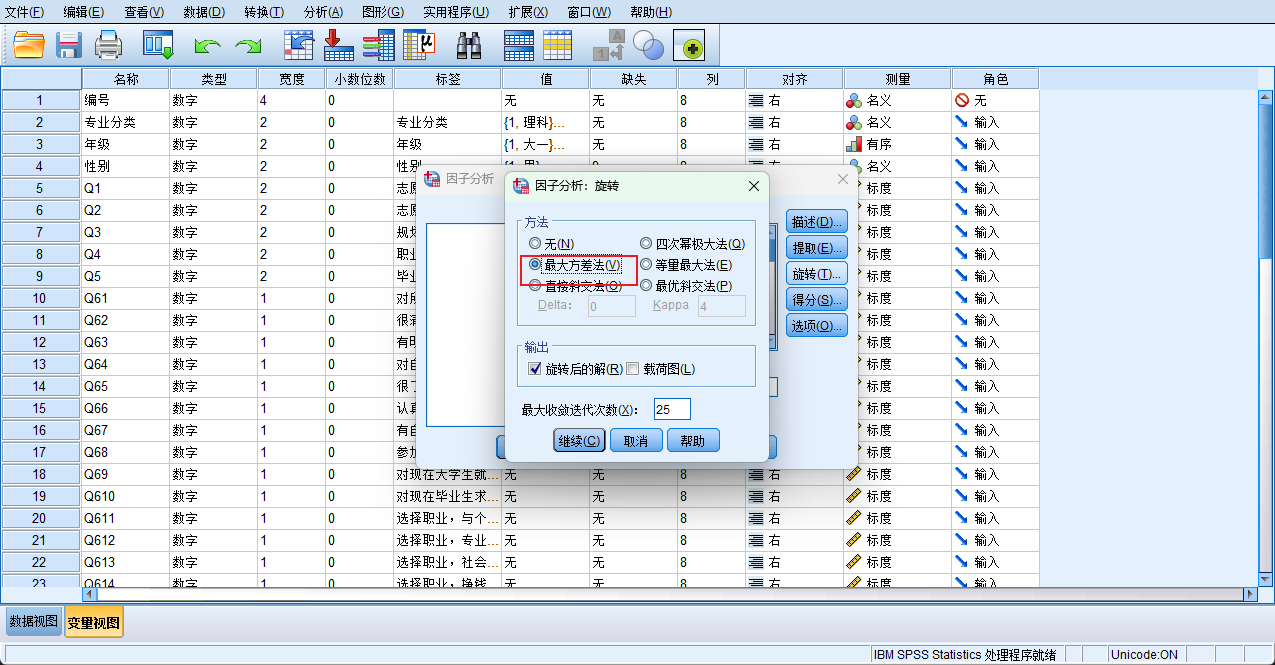 文件(F) 编辑(E) 查看(V) 数据(D) 转换(T) 分析(A) 图形(G) 实用程序(U) 扩展(X) 窗口(W) 帮助(H)
名称 类型 宽度 小数位数 标签 值 缺失 列 对齐 测量 角色
1 编号 数字 4 0 无 无 8 右 名义 无
2 专业分类 数字 2 0 专业分类 {1, 理科}... 无 8 右 名义 输入
3 年级 数字 2 0 年级 {1, 大一}... 无 8 右 有序 输入
4 性别 数字 2 0 名义 输入
5 Q1 数字 2 0 标度 输入
6 Q2 数字 2 0 标度 输入
7 Q3 数字 2 0 标度 输入
8 Q4 数字 2 0 标度 输入
9 Q5 数字 2 0 毕业 标度 输入
10 Q61 数字 1 0 标度 输入
11 Q62 数字 1 0 标度 输入
12 Q63 数字 1 0 标度 输入
13 Q64 数字 1 0 对自 标度 输入
14 Q65 数字 1 0 标度 输入
15 Q66 数字 1 0 认真 标度 输入
16 Q67 数字 1 0 有自 标度 输入
17 Q68 数字 1 0 参加 标度 输入
18 Q69 数字 1 0 对现在大学生就... 无 无 8 右 标度 输入
19 Q610 数字 1 0 对现在毕业生求... 无 无 8 右 标度 输入
20 Q611 数字 1 0 选择职业，与个... 无 无 8 右 标度 输入
21 Q612 数字 1 0 选择职业，专业... 无 无 8 右 标度 输入
22 Q613 数字 1 0 选择职业，社会... 无 无 8 右 标度 输入
23 Q614 数字 1 0 选择职业，挣钱... 无 无 8 右 标度 输入
因子分析
描述(D)...
提取(E)...
旋转(T)...
得分(S)...
选项(O)...
因子分析：旋转
方法
无(N) 四次幂极大法(Q)
最大方差法(V) 等量最大法(E)
直接斜交法(O) 最优斜交法(P)
Delta: 0 Kappa 4
输出
旋转后的解(R) 载荷图(L)
最大收敛迭代次数(X): 25
继续(C) 取消 帮助
数据视图 变量视图
IBM SPSS Statistics 处理程序就绪 Unicode:ON